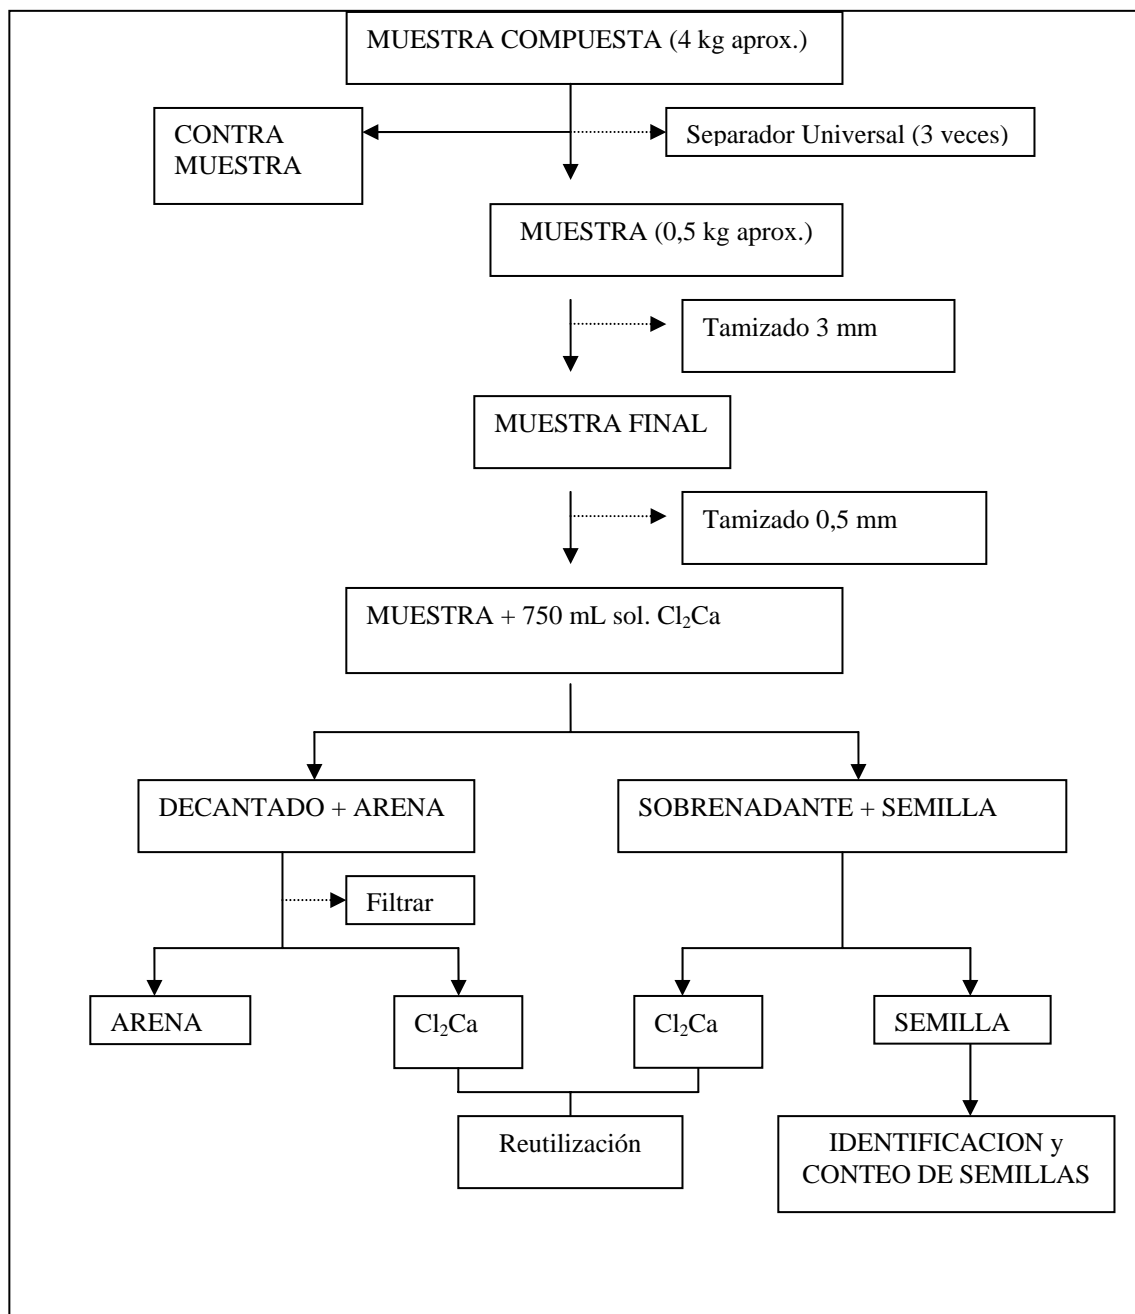 MUESTRA COMPUESTA (4 kg aprox.)
CONTRA
MUESTRA
Separador Universal (3 veces)
MUESTRA (0,5 kg aprox.)
Tamizado 3 mm
MUESTRA FINAL
Tamizado 0,5 mm
MUESTRA + 750 mL sol. Cl₂Ca
DECANTADO + ARENA
SOBRENADANTE + SEMILLA
Filtrar
ARENA
Cl₂Ca
Cl₂Ca
SEMILLA
Reutilización
IDENTIFICACION y
CONTEO DE SEMILLAS